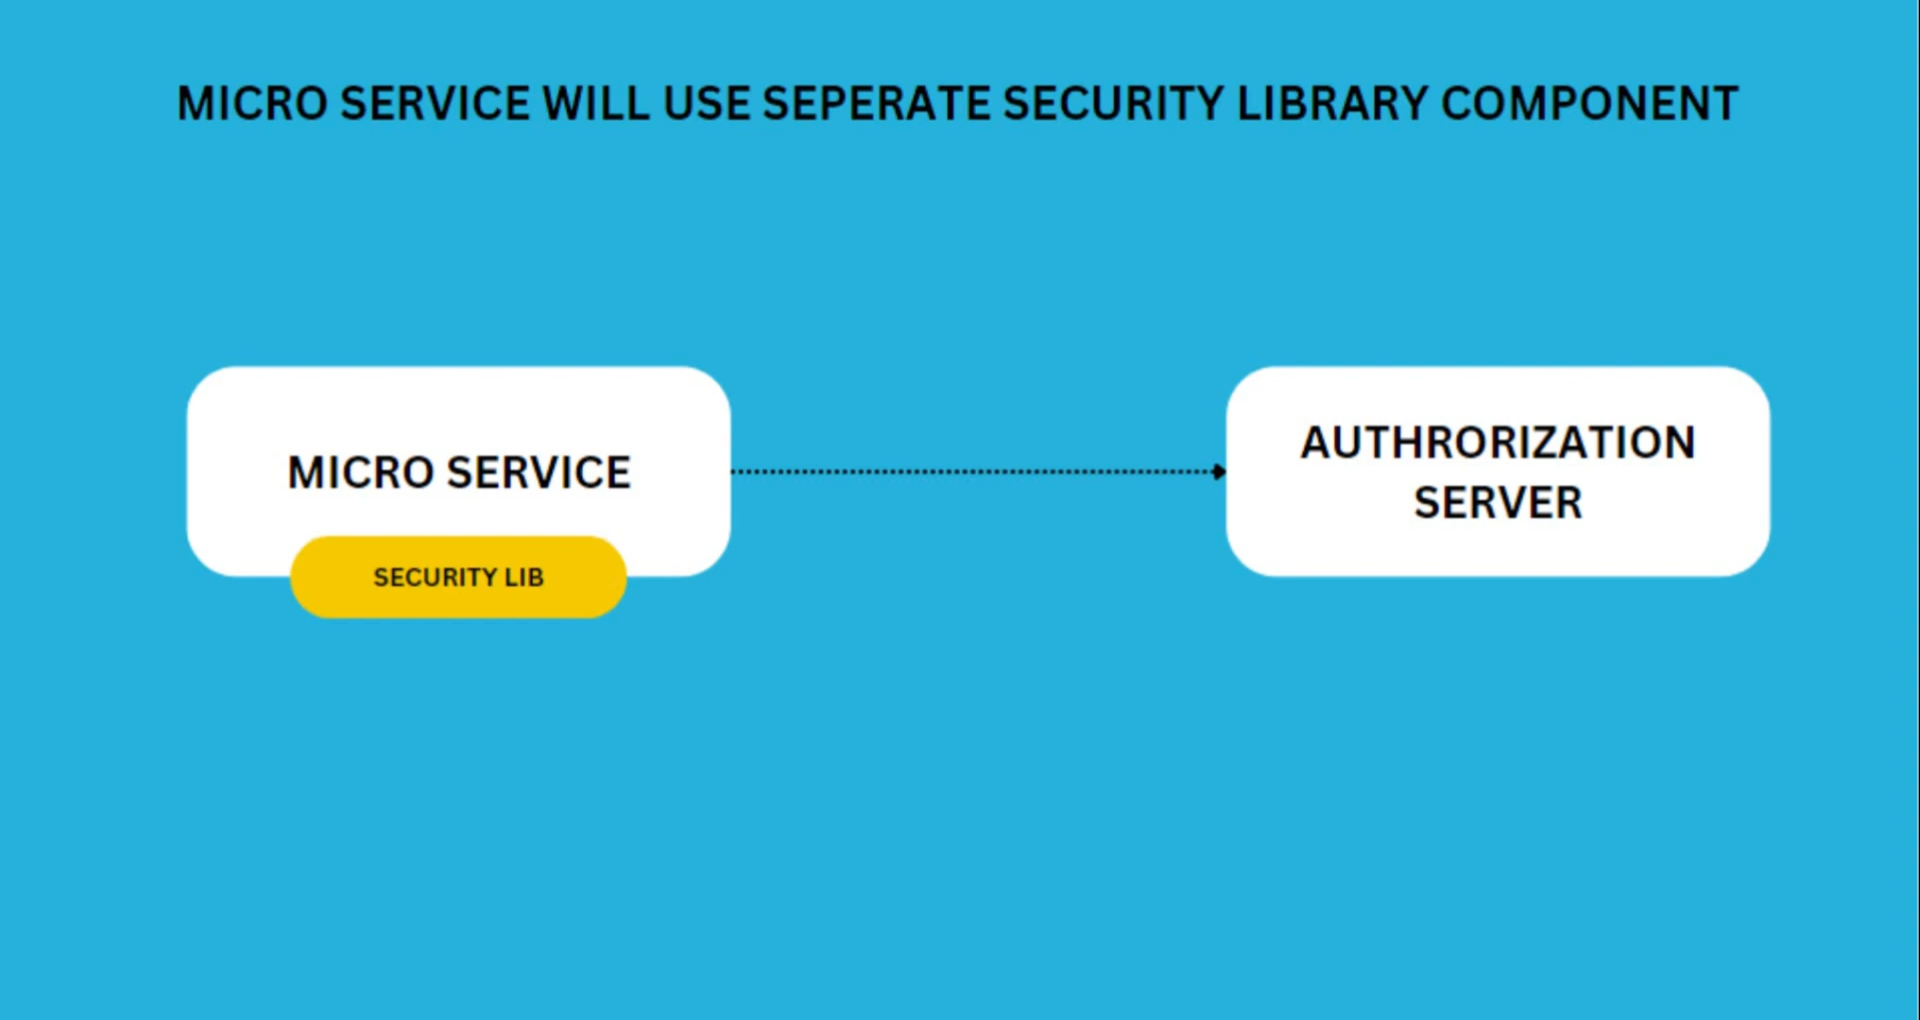 MICRO SERVICE WILL USE SEPERATE SECURITY LIBRARY COMPONENT
MICRO SERVICE
SECURITY LIB
AUTHRORIZATION
SERVER